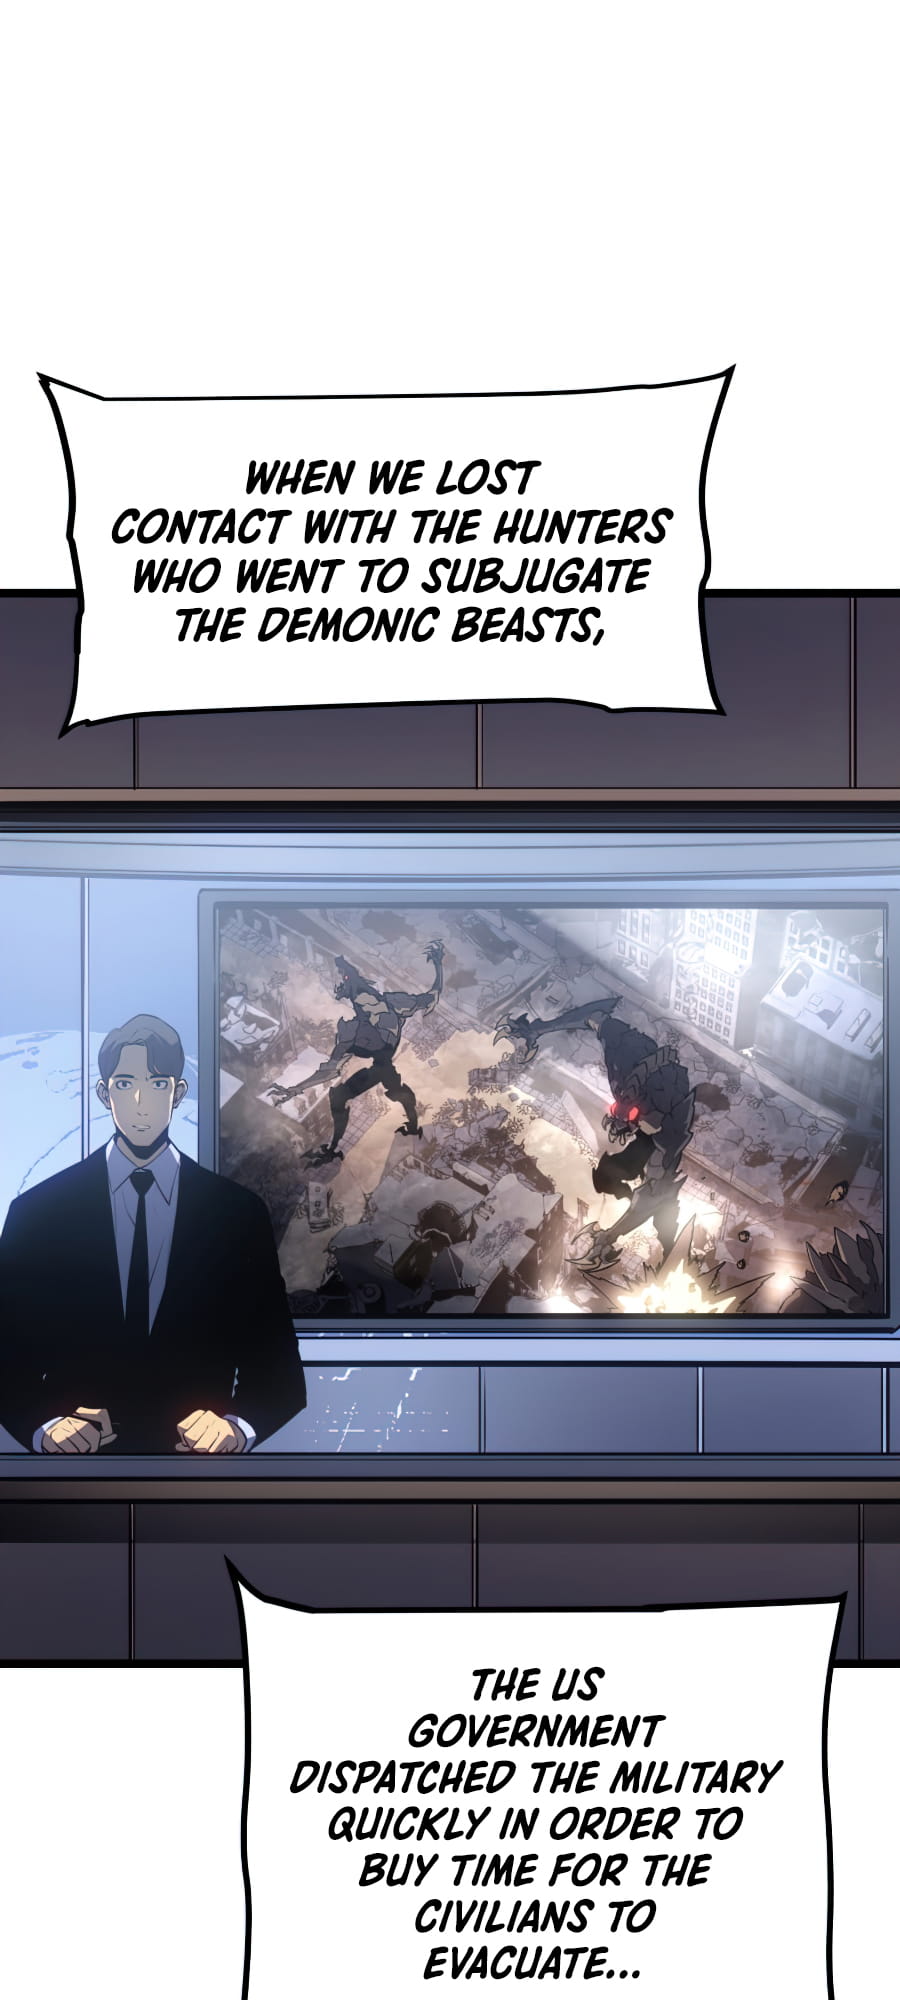 WHEN WE LOST
CONTACT WITH THE HUNTERS
WHO WENT TO SUBJUGATE
THE DEMONIC BEASTS,
THE US
GOVERNMENT
DISPATCHED THE MILITARY
QUICKLY IN ORDER TO
BUY TIME FOR THE
CIVILIANS TO
EVACUATE...